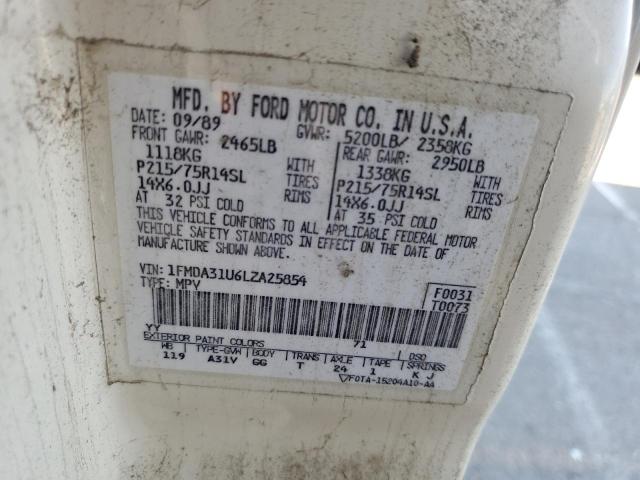 MFD. BY FORD MOTOR CO. IN U.S.A.
DATE: 09/89 GVWR: 5200LB/ 2358KG
FRONT GAWR: 2465LB REAR GAWR: 2950LB
1118KG WITH 1338KG WITH
P215/75R14SL TIRES P215/75R14SL TIRES
14X6.0JJ RIMS 14X6.0JJ RIMS
AT 32 PSI COLD AT 35 PSI COLD
THIS VEHICLE CONFORMS TO ALL APPLICABLE FEDERAL MOTOR
VEHICLE SAFETY STANDARDS IN EFFECT ON THE DATE OF
MANUFACTURE SHOWN ABOVE.
VIN: 1FMDA31U6LZA25854
TYPE: MPV
F0031
T0073
YY 71
EXTERIOR PAINT COLORS DSO
WB TYPE-GVW BODY TRANS AXLE TAPE SPRINGS
119 A31V GG T 24 1 K J
F0TA-15204A10-AA